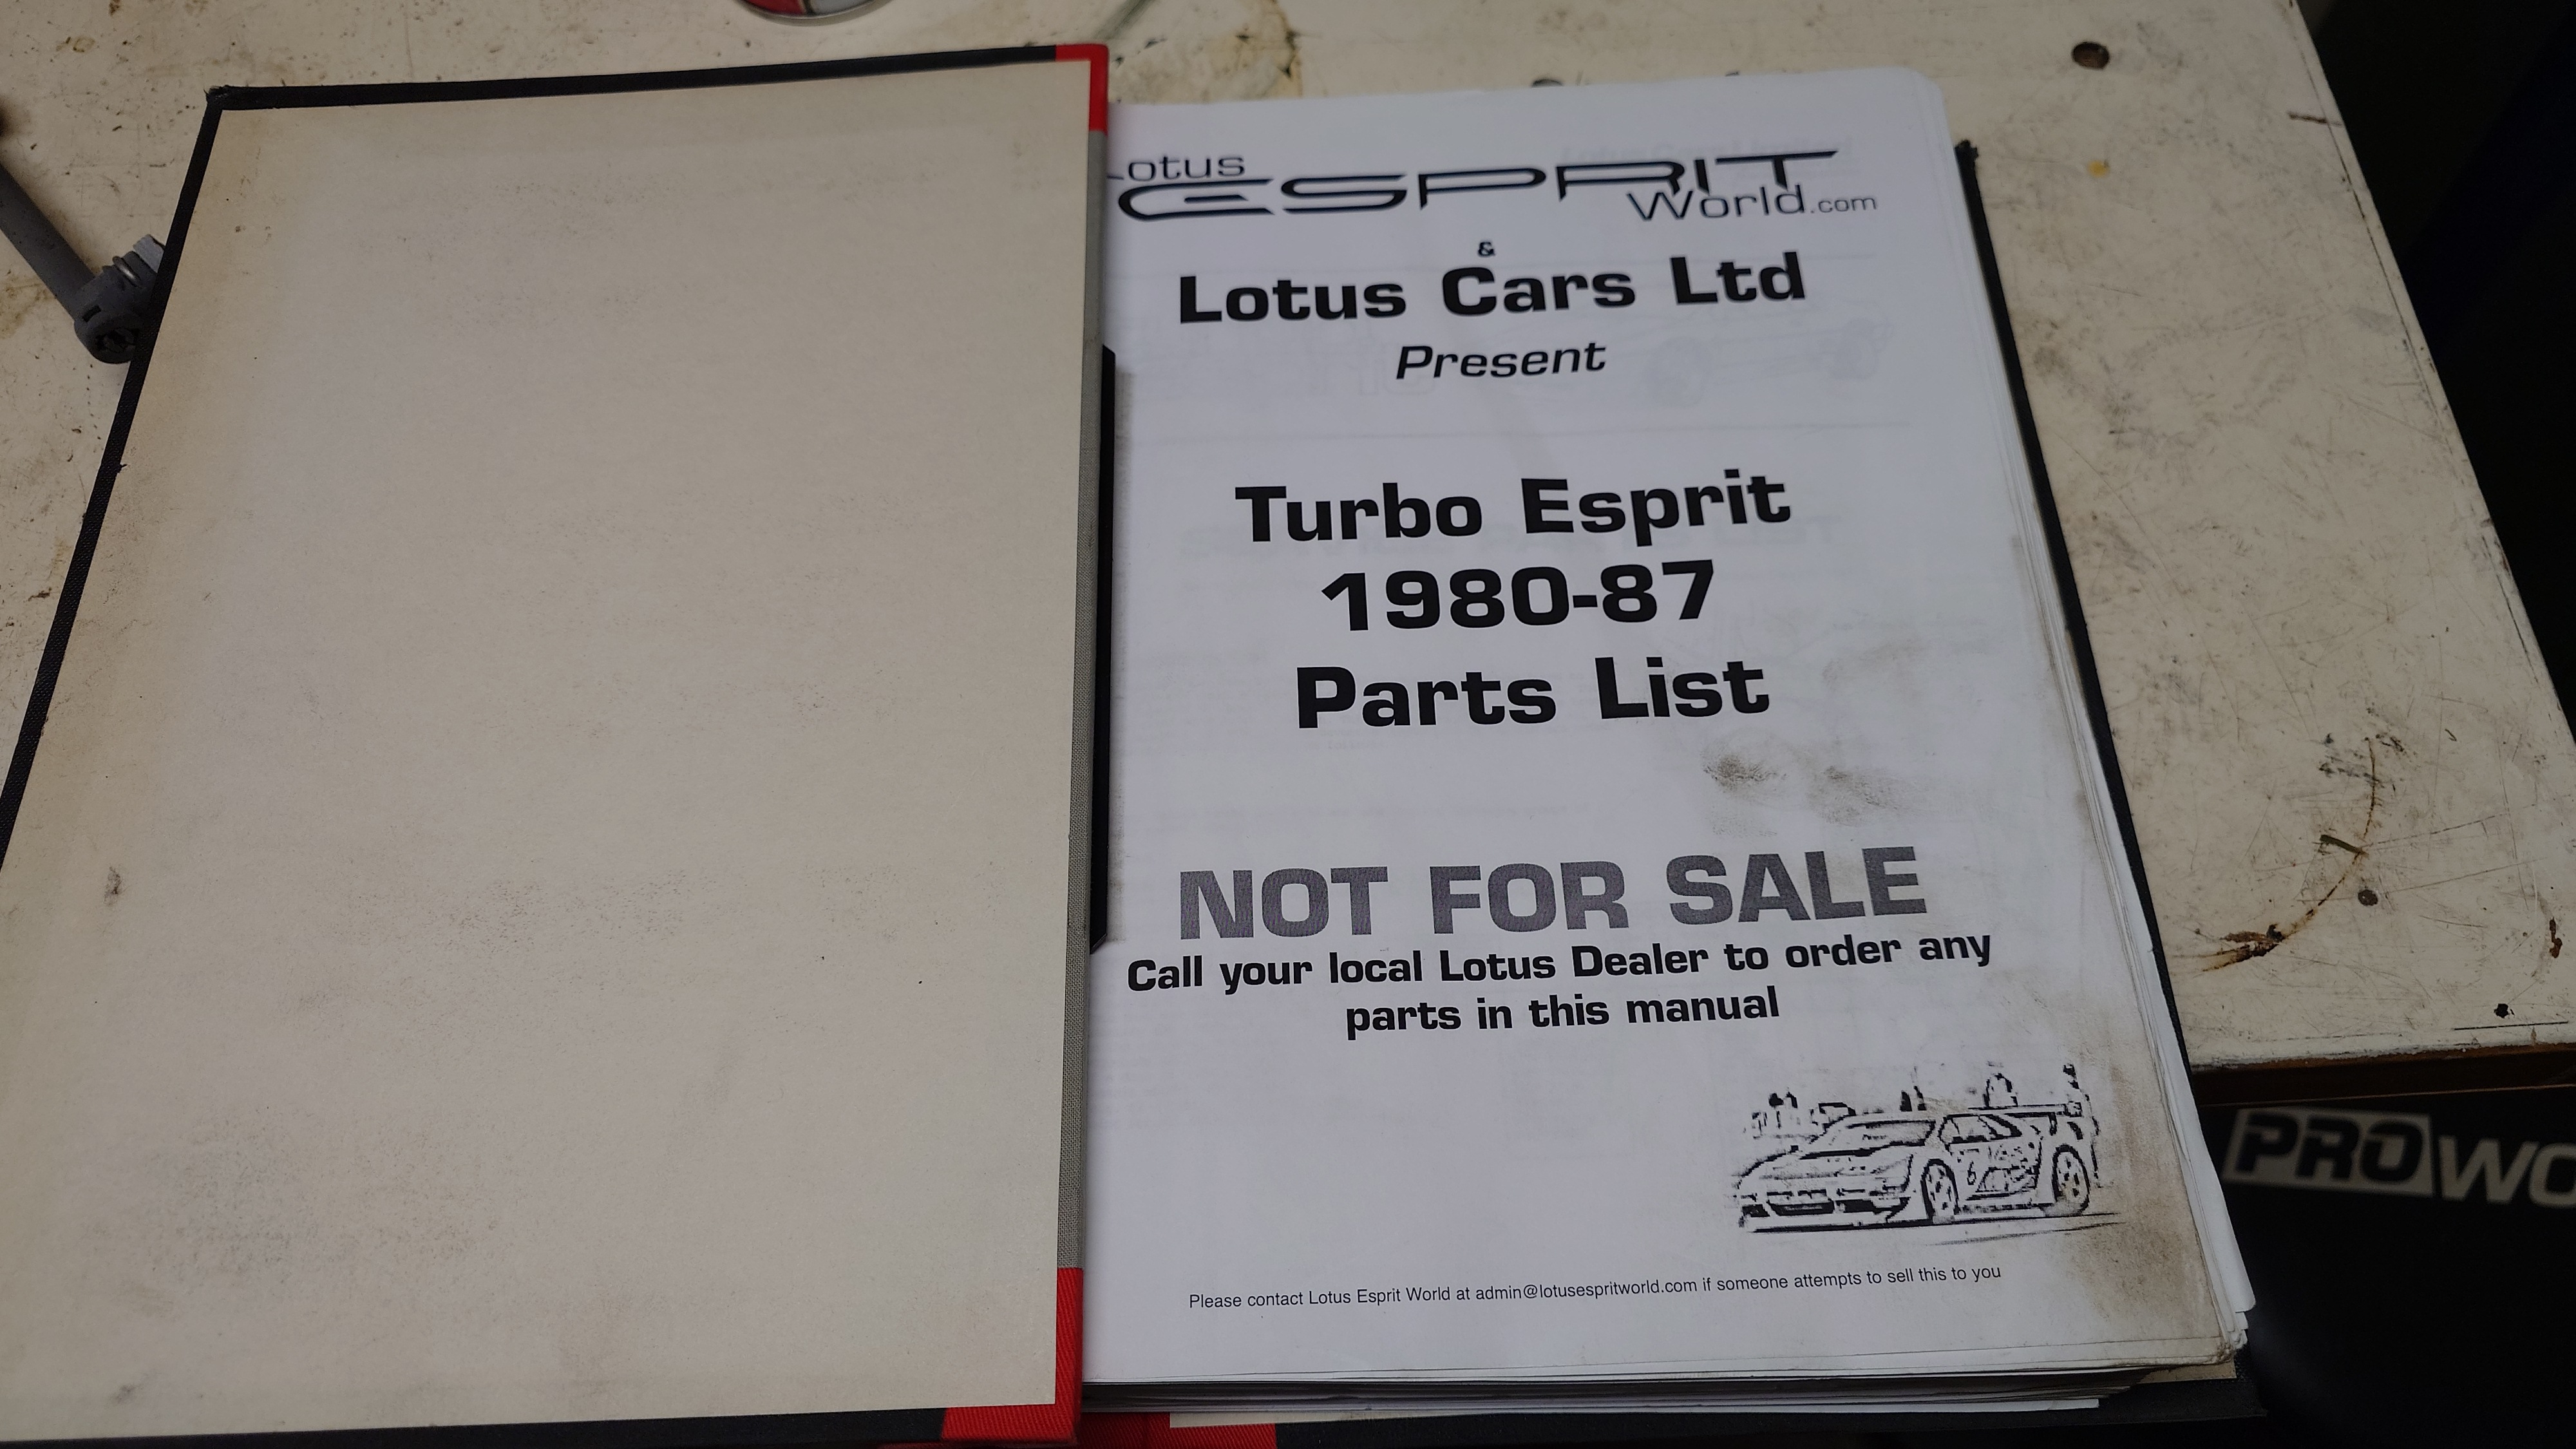 Lotus
ESPRIT
World.com
&
Lotus Cars Ltd
Present
Turbo Esprit
1980-87
Parts List
NOT FOR SALE
Call your local Lotus Dealer to order any
parts in this manual
Please contact Lotus Esprit World at admin@lotusespritworld.com if someone attempts to sell this to you
PROWO